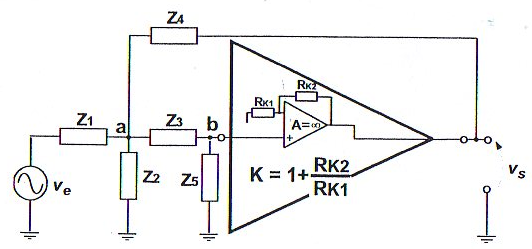 Z4
RK2
RK1
Z1
a
Z3
b
A=∞
+
ve
Z2
Z5
K = 1+RK2/RK1
vs